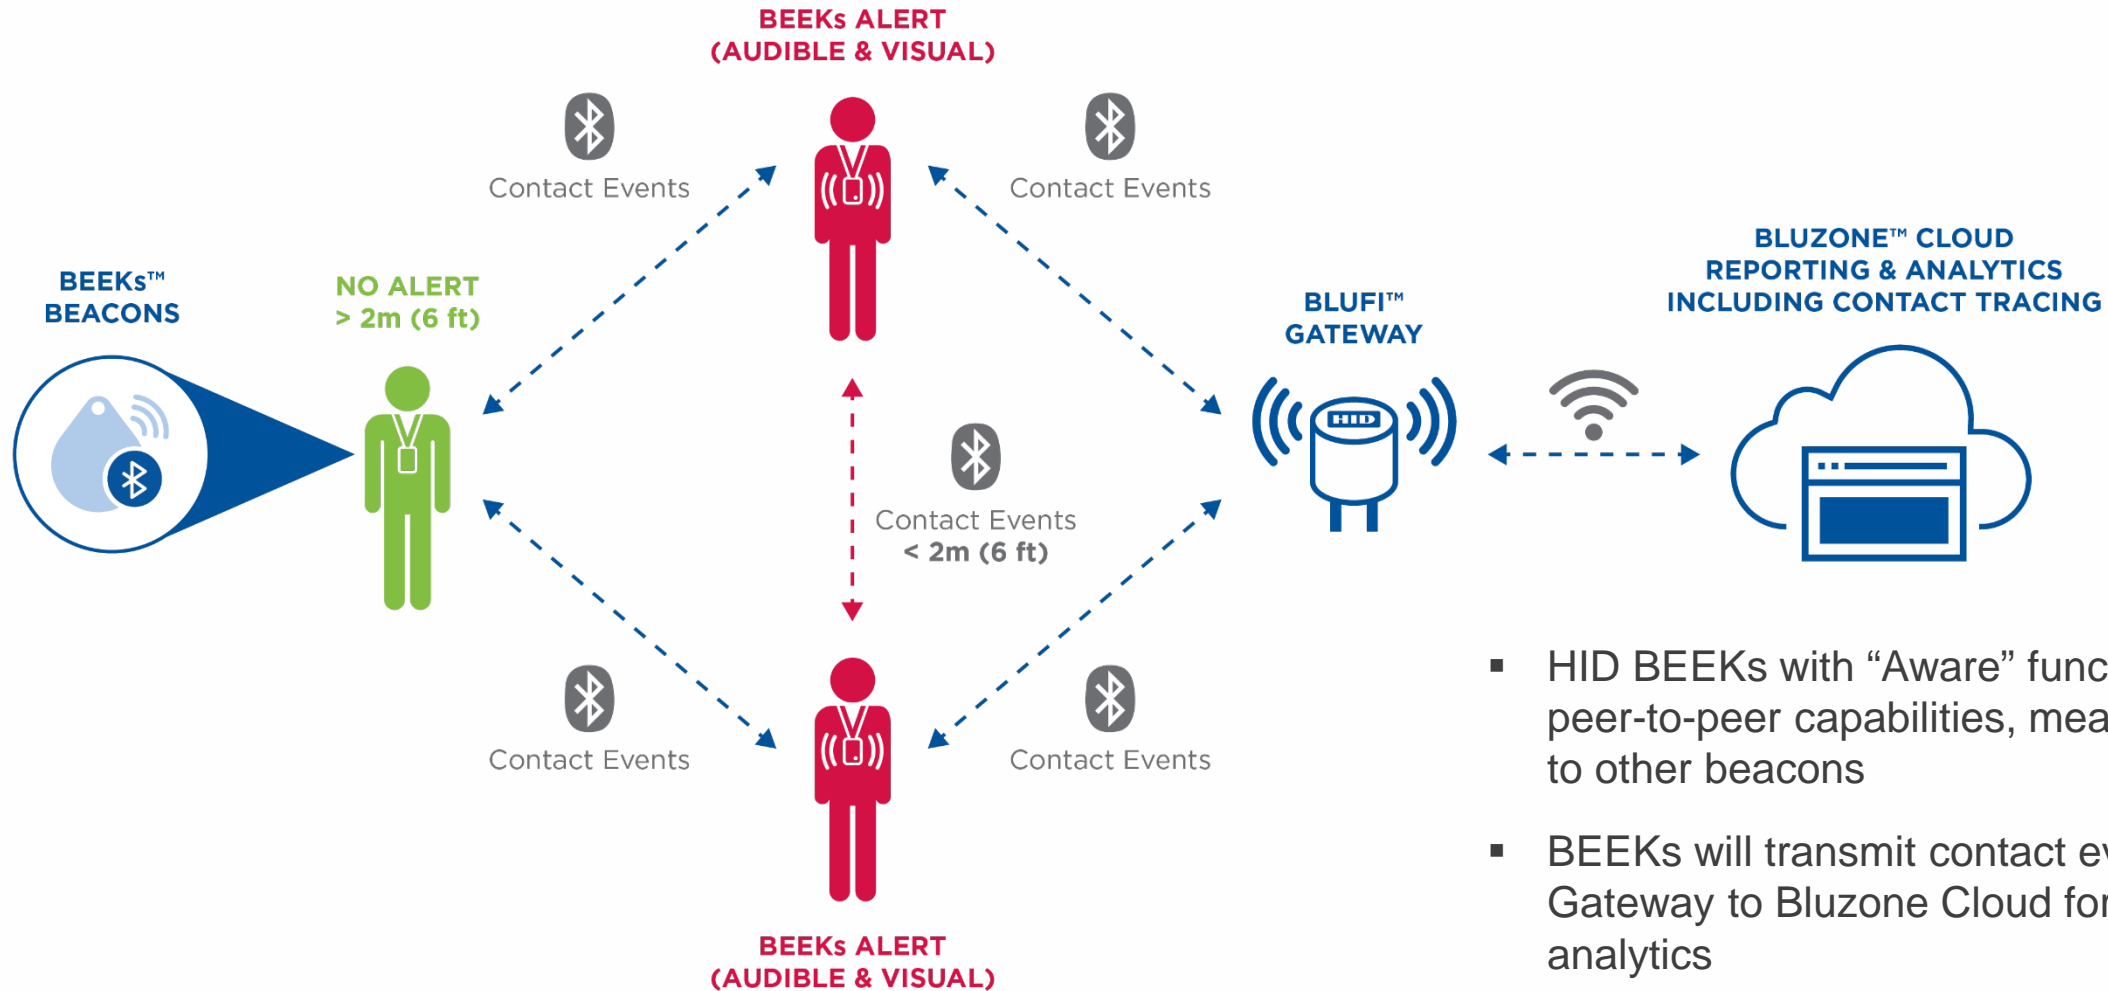 BEEKs ALERT
(AUDIBLE & VISUAL)
Contact Events
Contact Events
BEEKs™
BEACONS
NO ALERT
> 2m (6 ft)
BLUFI™
GATEWAY
HID
BLUZONE™ CLOUD
REPORTING & ANALYTICS
INCLUDING CONTACT TRACING
Contact Events
< 2m (6 ft)
Contact Events
Contact Events
BEEKs ALERT
(AUDIBLE & VISUAL)
▪ HID BEEKs with “Aware”
peer-to-peer capabilities,
to other beacons
▪ BEEKs will transmit contact
Gateway to Bluzone Cloud for
analytics